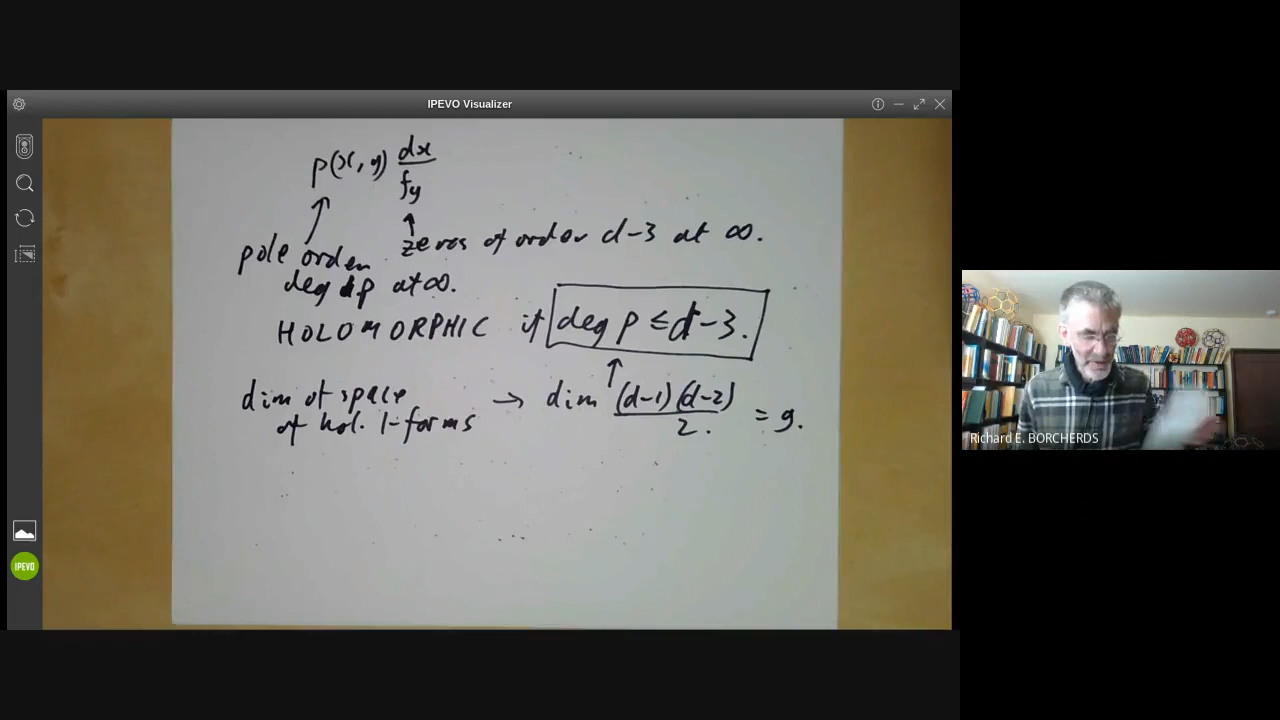 IPEVO Visualizer
p(x, y) dx
fy
zeros of order d-3 at ∞.
pole order
deg p at ∞.
HOLOMORPHIC if deg p ≤ d-3.
dim of space → dim (d-1)(d-2)
of hol. 1-forms 2. = g.
Richard E. BORCHERDS
IPEVO